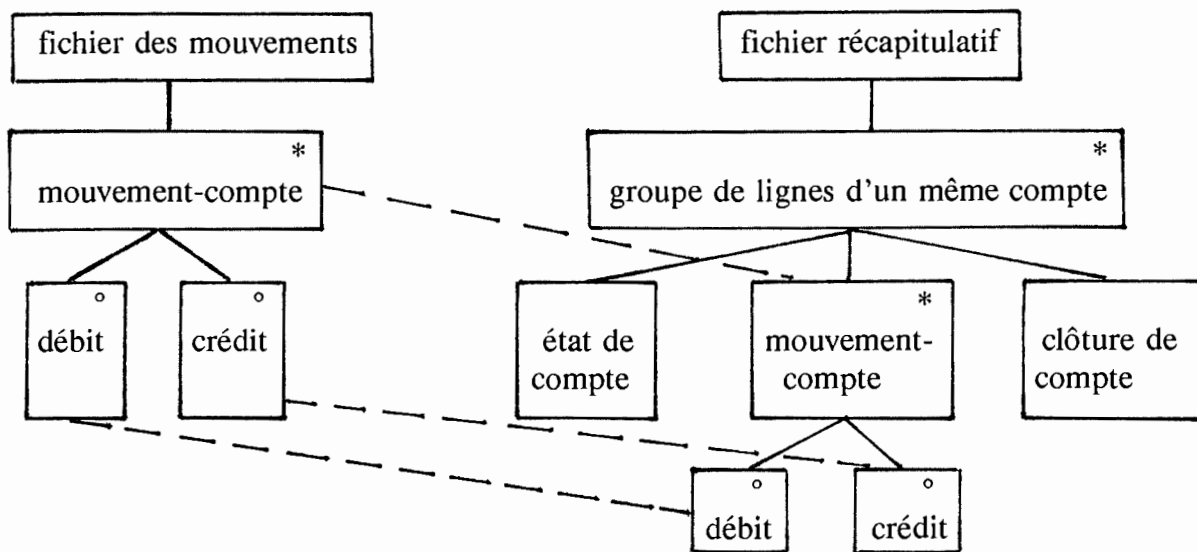 fichier des mouvements
fichier récapitulatif
*
mouvement-compte
*
groupe de lignes d'un même compte
°
débit
°
crédit
état de
compte
*
mouvement-
compte
clôture de
compte
°
débit
°
crédit